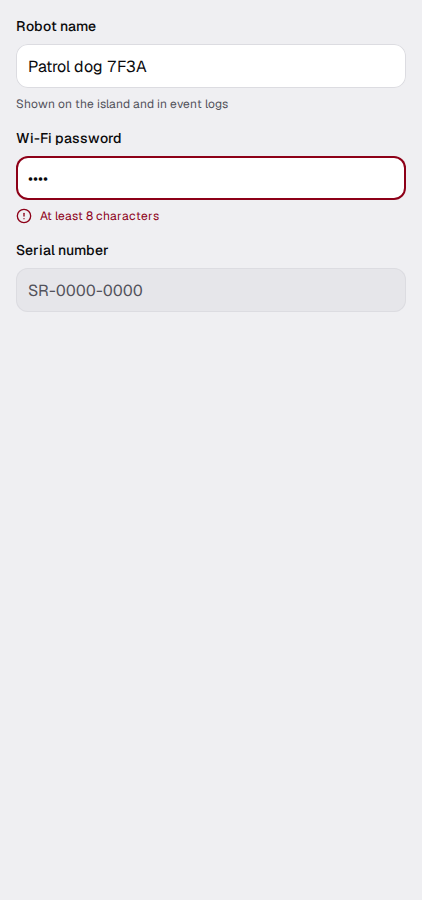 Robot name
Patrol dog 7F3A
Shown on the island and in event logs
Wi-Fi password
••••
At least 8 characters
Serial number
SR-0000-0000